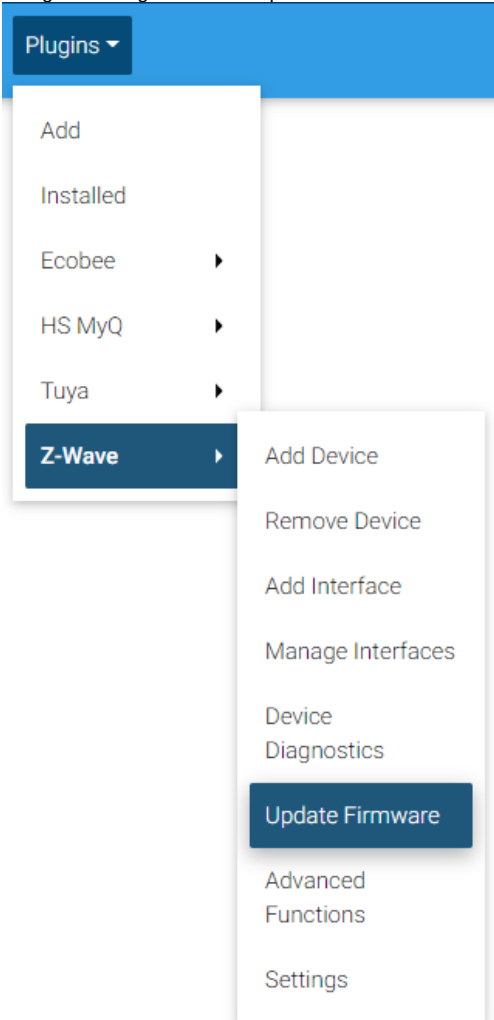 Plugins
Add
Installed
Ecobee
HS MyQ
Tuya
Z-Wave
Add Device
Remove Device
Add Interface
Manage Interfaces
Device
Diagnostics
Update Firmware
Advanced
Functions
Settings